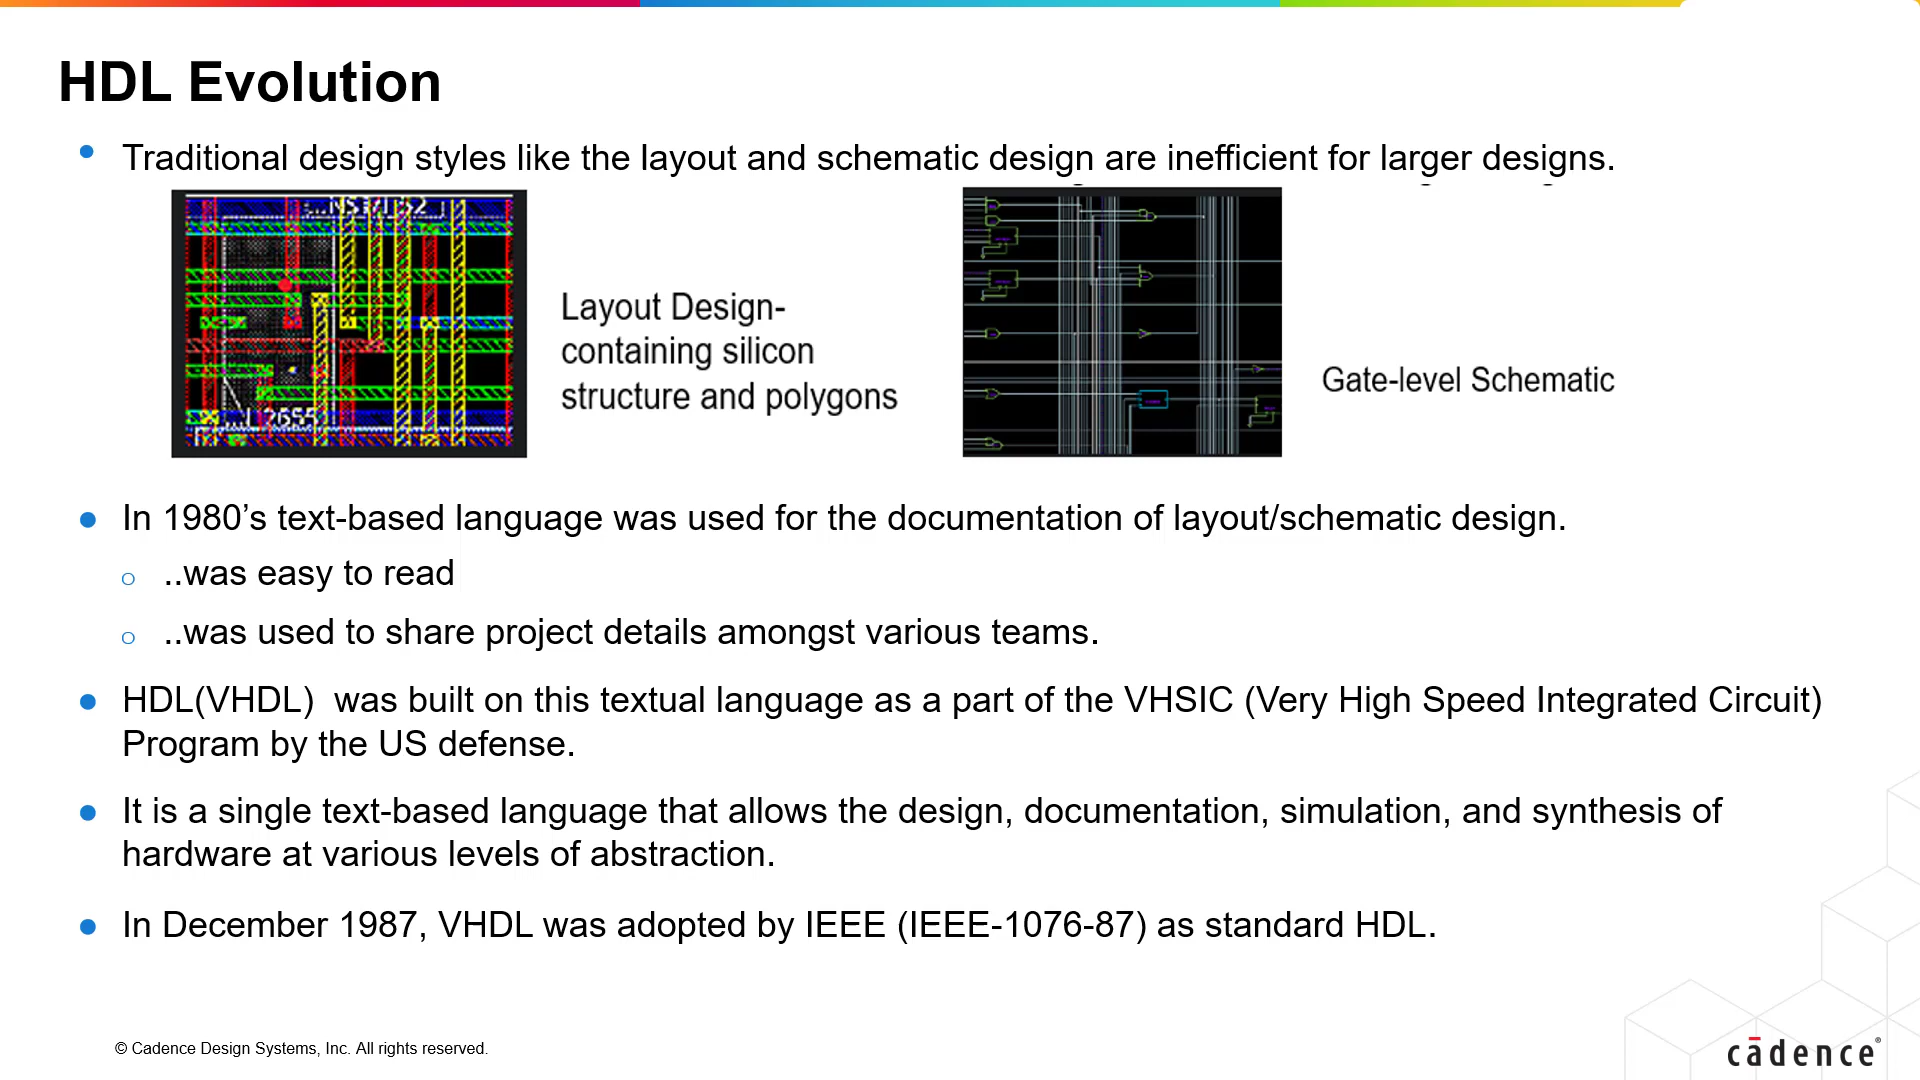 HDL Evolution
• Traditional design styles like the layout and schematic design are inefficient for larger designs.
Layout Design-
containing silicon
structure and polygons
Gate-level Schematic
● In 1980’s text-based language was used for the documentation of layout/schematic design.
o ..was easy to read
o ..was used to share project details amongst various teams.
● HDL(VHDL)  was built on this textual language as a part of the VHSIC (Very High Speed Integrated Circuit)
Program by the US defense.
● It is a single text-based language that allows the design, documentation, simulation, and synthesis of
hardware at various levels of abstraction.
● In December 1987, VHDL was adopted by IEEE (IEEE-1076-87) as standard HDL.
© Cadence Design Systems, Inc. All rights reserved.
cādence®